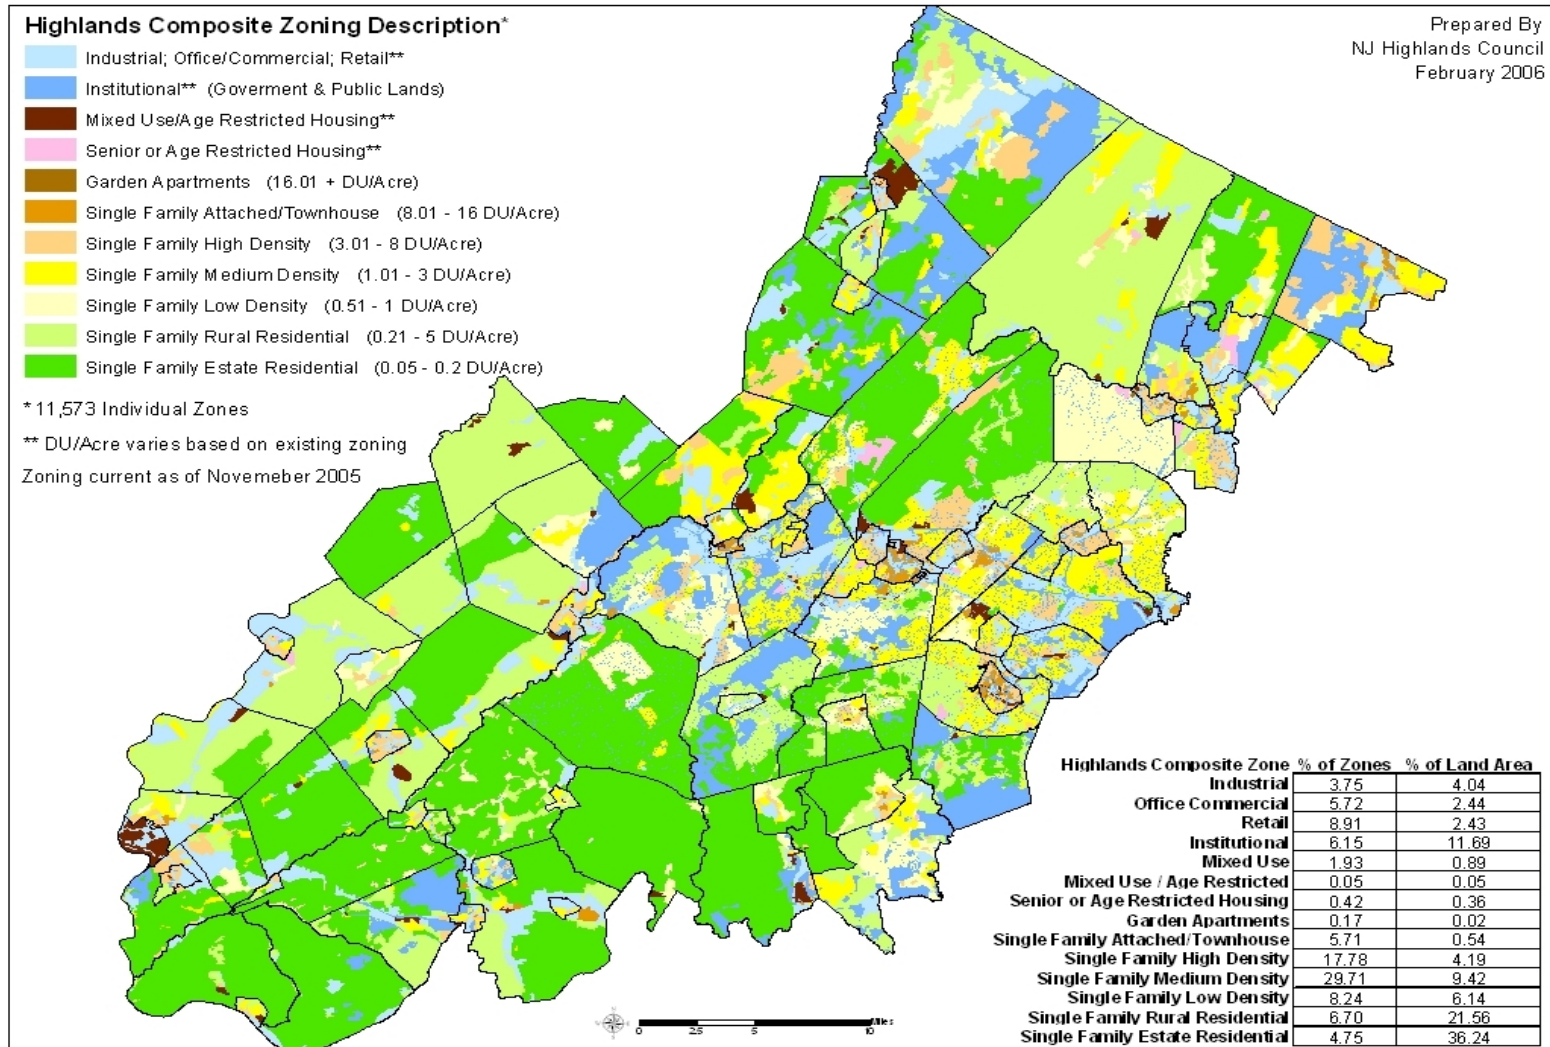 Highlands Composite Zoning Description*
Industrial; Office/Commercial; Retail**
Institutional** (Goverment & Public Lands)
Mixed Use/Age Restricted Housing**
Senior or Age Restricted Housing**
Garden Apartments (16.01 + DU/Acre)
Single Family Attached/Townhouse (8.01 - 16 DU/Acre)
Single Family High Density (3.01 - 8 DU/Acre)
Single Family Medium Density (1.01 - 3 DU/Acre)
Single Family Low Density (0.51 - 1 DU/Acre)
Single Family Rural Residential (0.21 - 5 DU/Acre)
Single Family Estate Residential (0.05 - 0.2 DU/Acre)
* 11,573 Individual Zones
** DU/Acre varies based on existing zoning
Zoning current as of Novemeber 2005
Prepared By
NJ Highlands Council
February 2006
Highlands Composite Zone % of Zones % of Land Area
Industrial 3.75 4.04
Office Commercial 5.72 2.44
Retail 8.91 2.43
Institutional 6.15 11.69
Mixed Use 1.93 0.89
Mixed Use / Age Restricted 0.05 0.05
Senior or Age Restricted Housing 0.42 0.36
Garden Apartments 0.17 0.02
Single Family Attached/Townhouse 5.71 0.54
Single Family High Density 17.78 4.19
Single Family Medium Density 29.71 9.42
Single Family Low Density 8.24 6.14
Single Family Rural Residential 6.70 21.56
Single Family Estate Residential 4.75 36.24
Miles
0 2.5 5 10